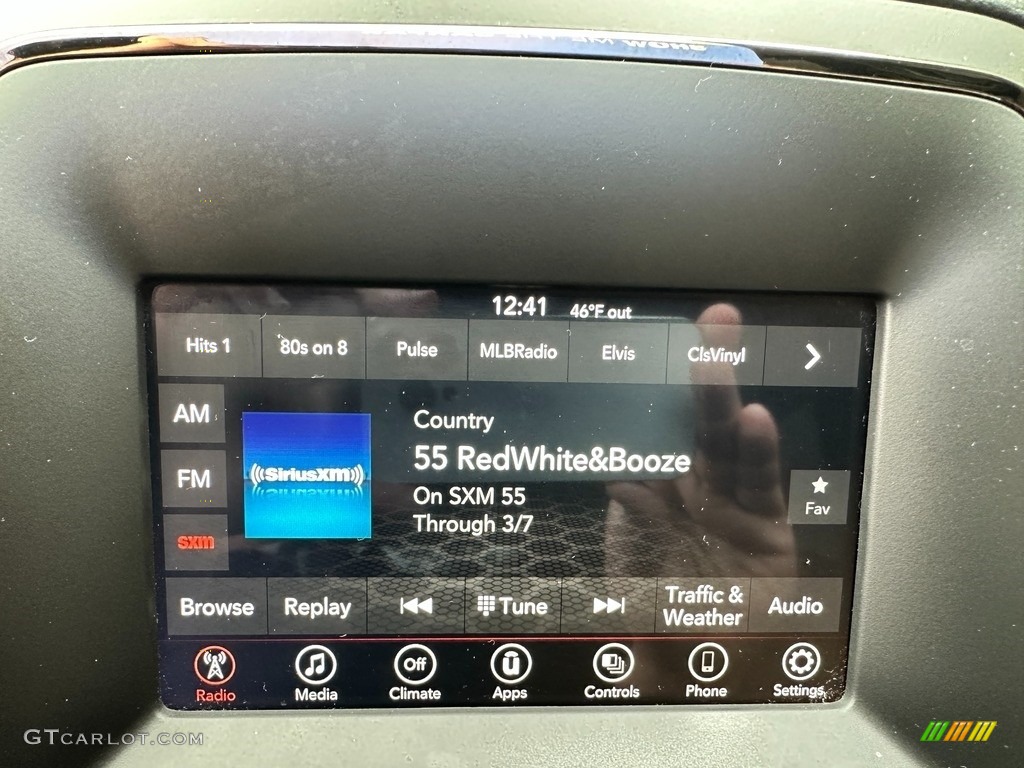 12:41 46°F out
Hits 1 80s on 8 Pulse MLBRadio Elvis ClsVinyl
AM
FM
sxm
((SiriusXM))
Country
55 RedWhite&Booze
On SXM 55
Through 3/7
Fav
Browse Replay Tune Traffic & Weather Audio
Off
Radio Media Climate Apps Controls Phone Settings
GTCARLOT.COM